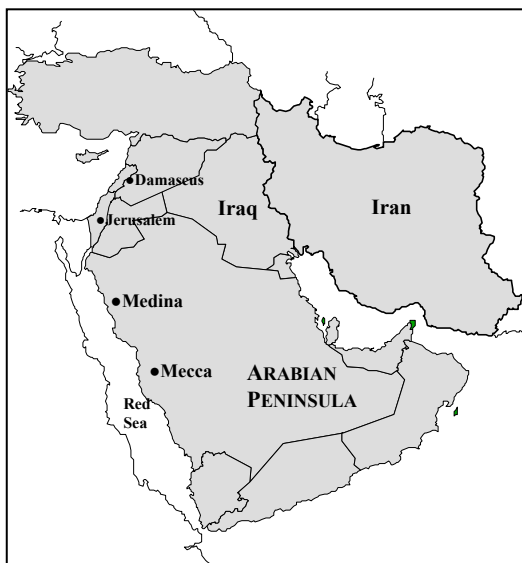 Damascus
Iraq
Iran
Jerusalem
Medina
Mecca
ARABIAN
PENINSULA
Red
Sea